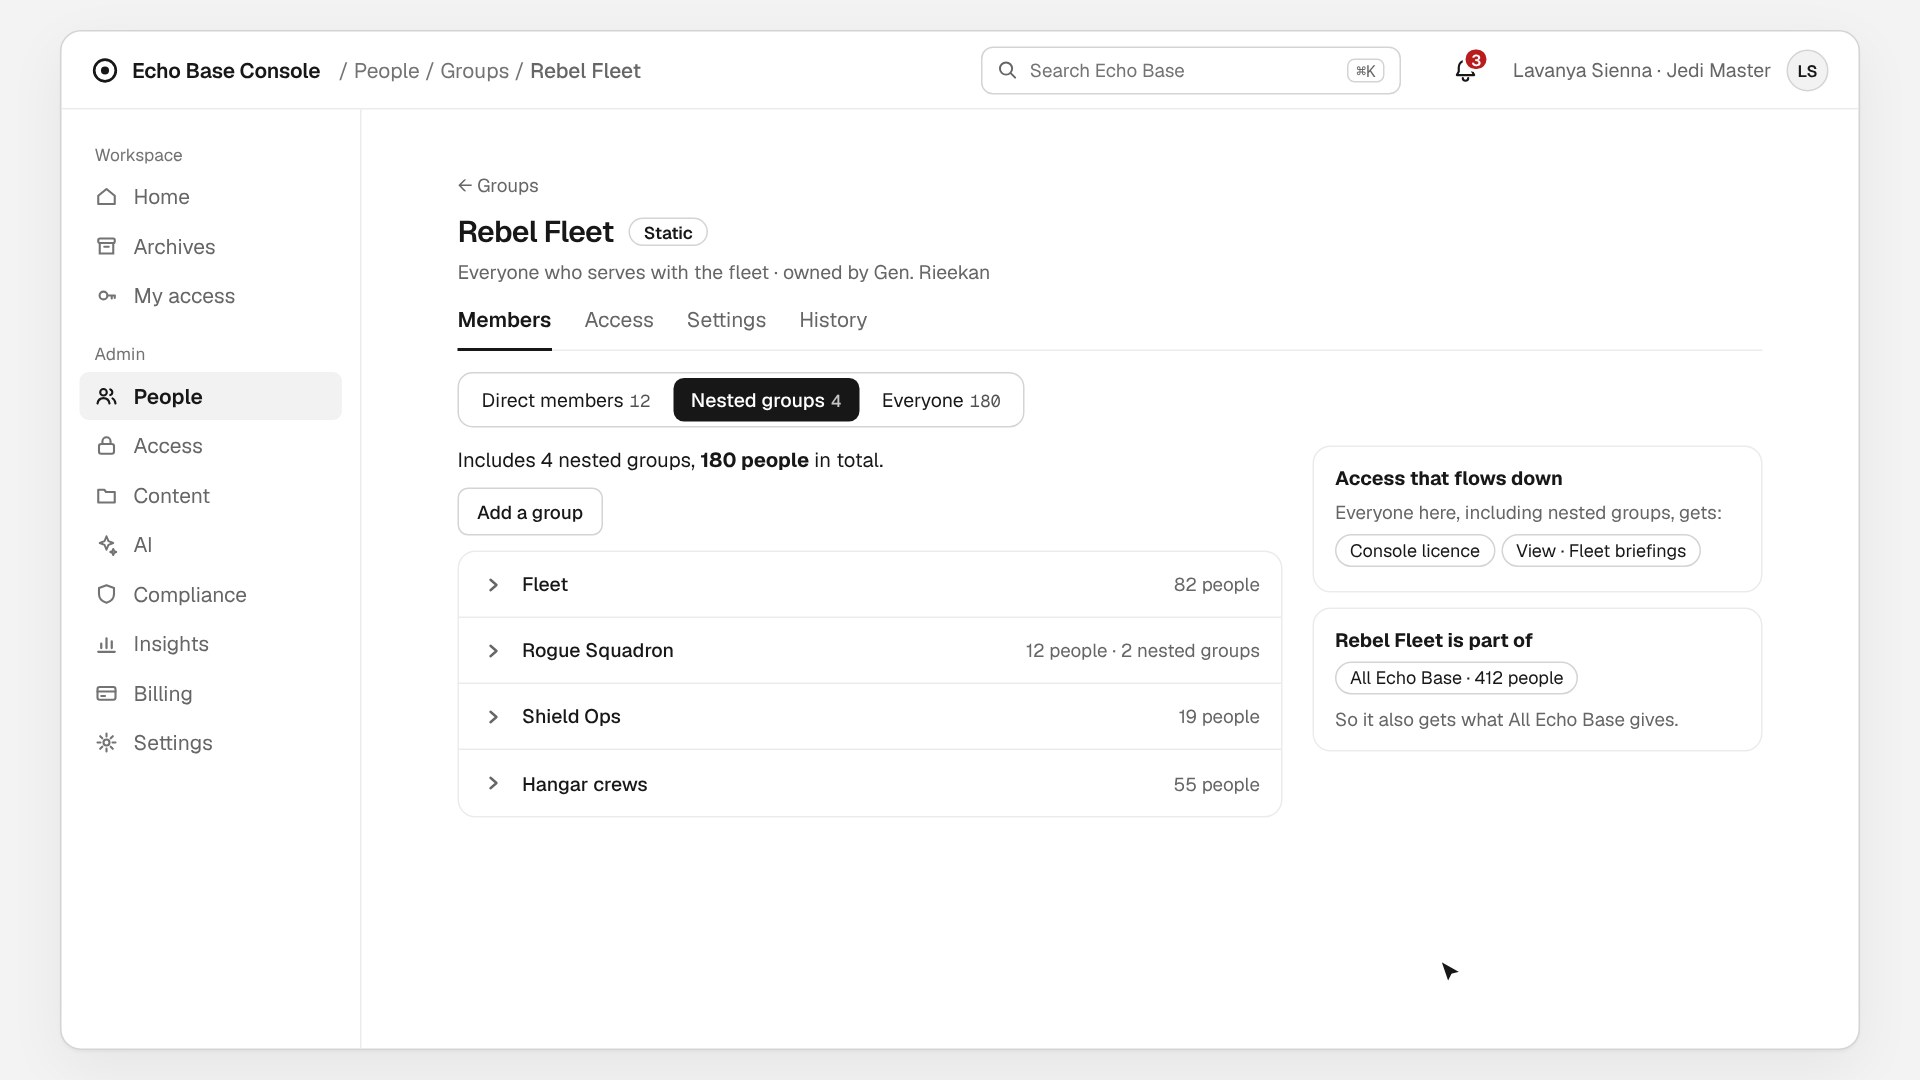 Echo Base Console / People / Groups / Rebel Fleet
Search Echo Base ⌘K
3
Lavanya Sienna · Jedi Master LS
Workspace
Home
Archives
My access
Admin
People
Access
Content
AI
Compliance
Insights
Billing
Settings
← Groups
Rebel Fleet Static
Everyone who serves with the fleet · owned by Gen. Rieekan
Members Access Settings History
Direct members 12 Nested groups 4 Everyone 180
Includes 4 nested groups, 180 people in total.
Add a group
Fleet 82 people
Rogue Squadron 12 people · 2 nested groups
Shield Ops 19 people
Hangar crews 55 people
Access that flows down
Everyone here, including nested groups, gets:
Console licence View · Fleet briefings
Rebel Fleet is part of
All Echo Base · 412 people
So it also gets what All Echo Base gives.